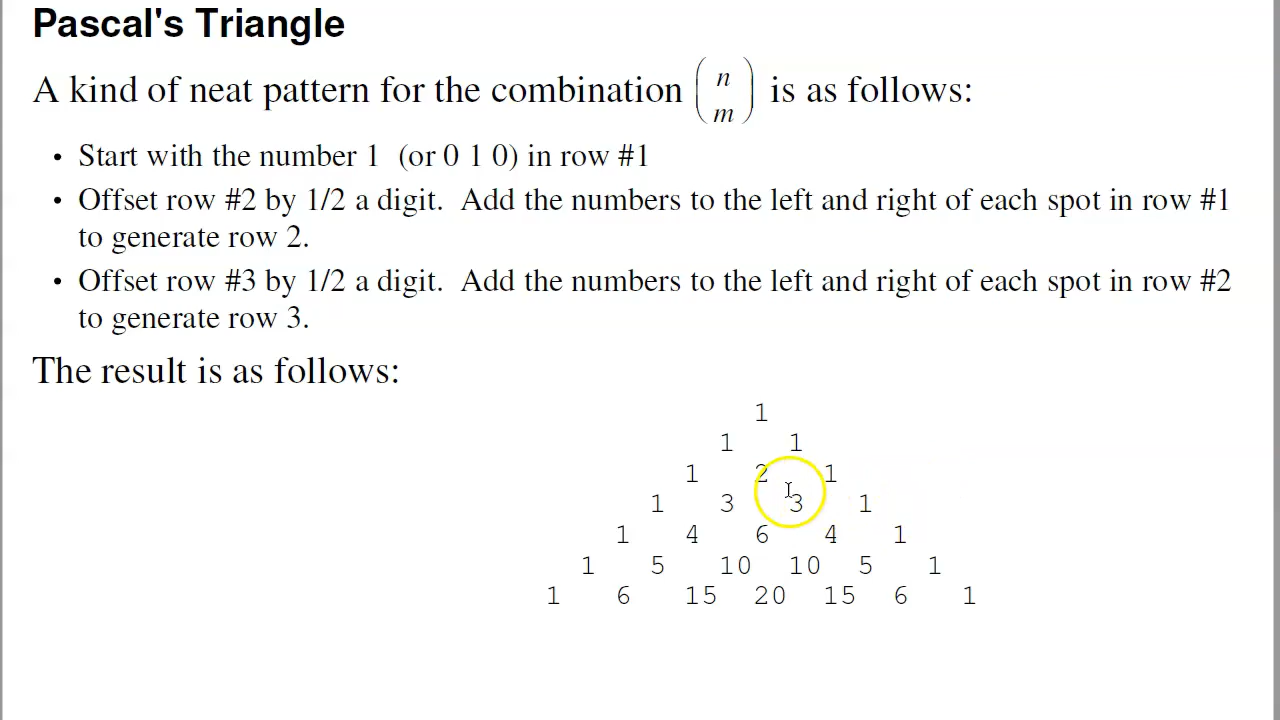 Pascal's Triangle
A kind of neat pattern for the combination (n m) is as follows:
• Start with the number 1 (or 0 1 0) in row #1
• Offset row #2 by 1/2 a digit. Add the numbers to the left and right of each spot in row #1
to generate row 2.
• Offset row #3 by 1/2 a digit. Add the numbers to the left and right of each spot in row #2
to generate row 3.
The result is as follows:
1
1 1
1 2 1
1 3 3 1
1 4 6 4 1
1 5 10 10 5 1
1 6 15 20 15 6 1